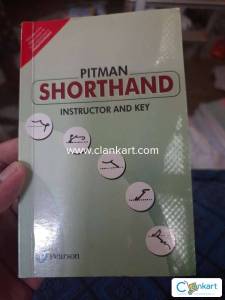 PITMAN
SHORTHAND
INSTRUCTOR AND KEY
www.clankart.com
Pearson
Clankart